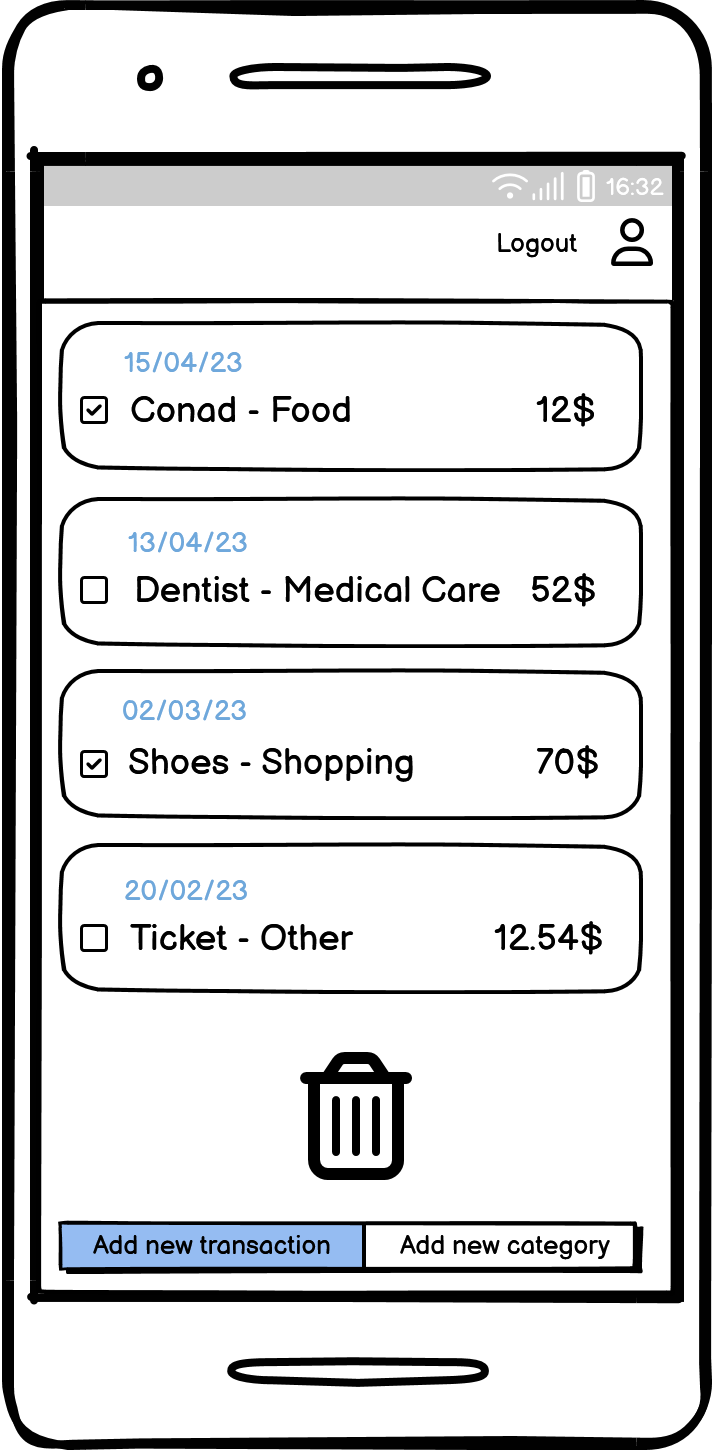 16:32
Logout
15/04/23
Conad - Food 12$
13/04/23
Dentist - Medical Care 52$
02/03/23
Shoes - Shopping 70$
20/02/23
Ticket - Other 12.54$
Add new transaction Add new category